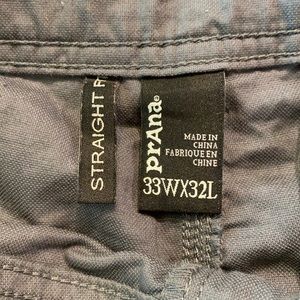 STRAIGHT
prAna®
MADE IN
CHINA
FABRIQUE EN
CHINE
33WX32L